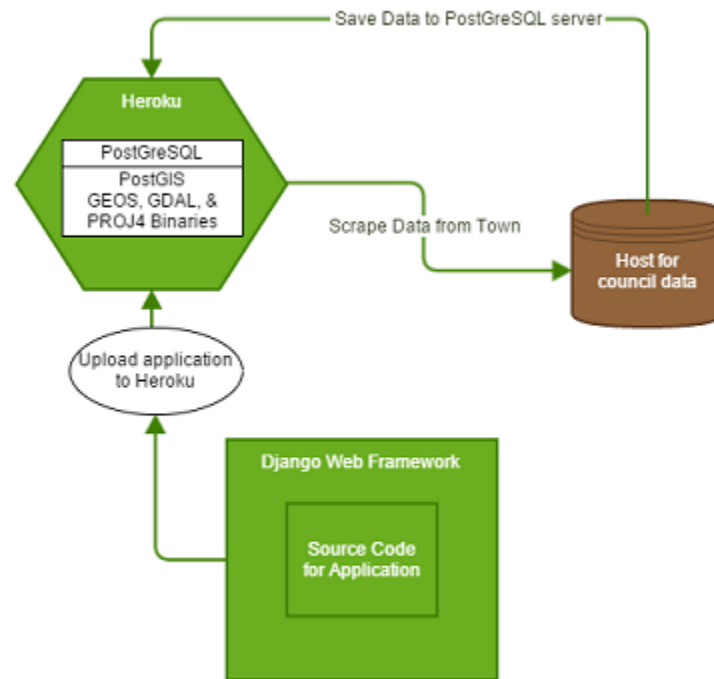 Save Data to PostGreSQL server
Heroku
PostGreSQL
PostGIS
GEOS, GDAL, &
PROJ4 Binaries
Scrape Data from Town
Host for
council data
Upload application
to Heroku
Django Web Framework
Source Code
for Application